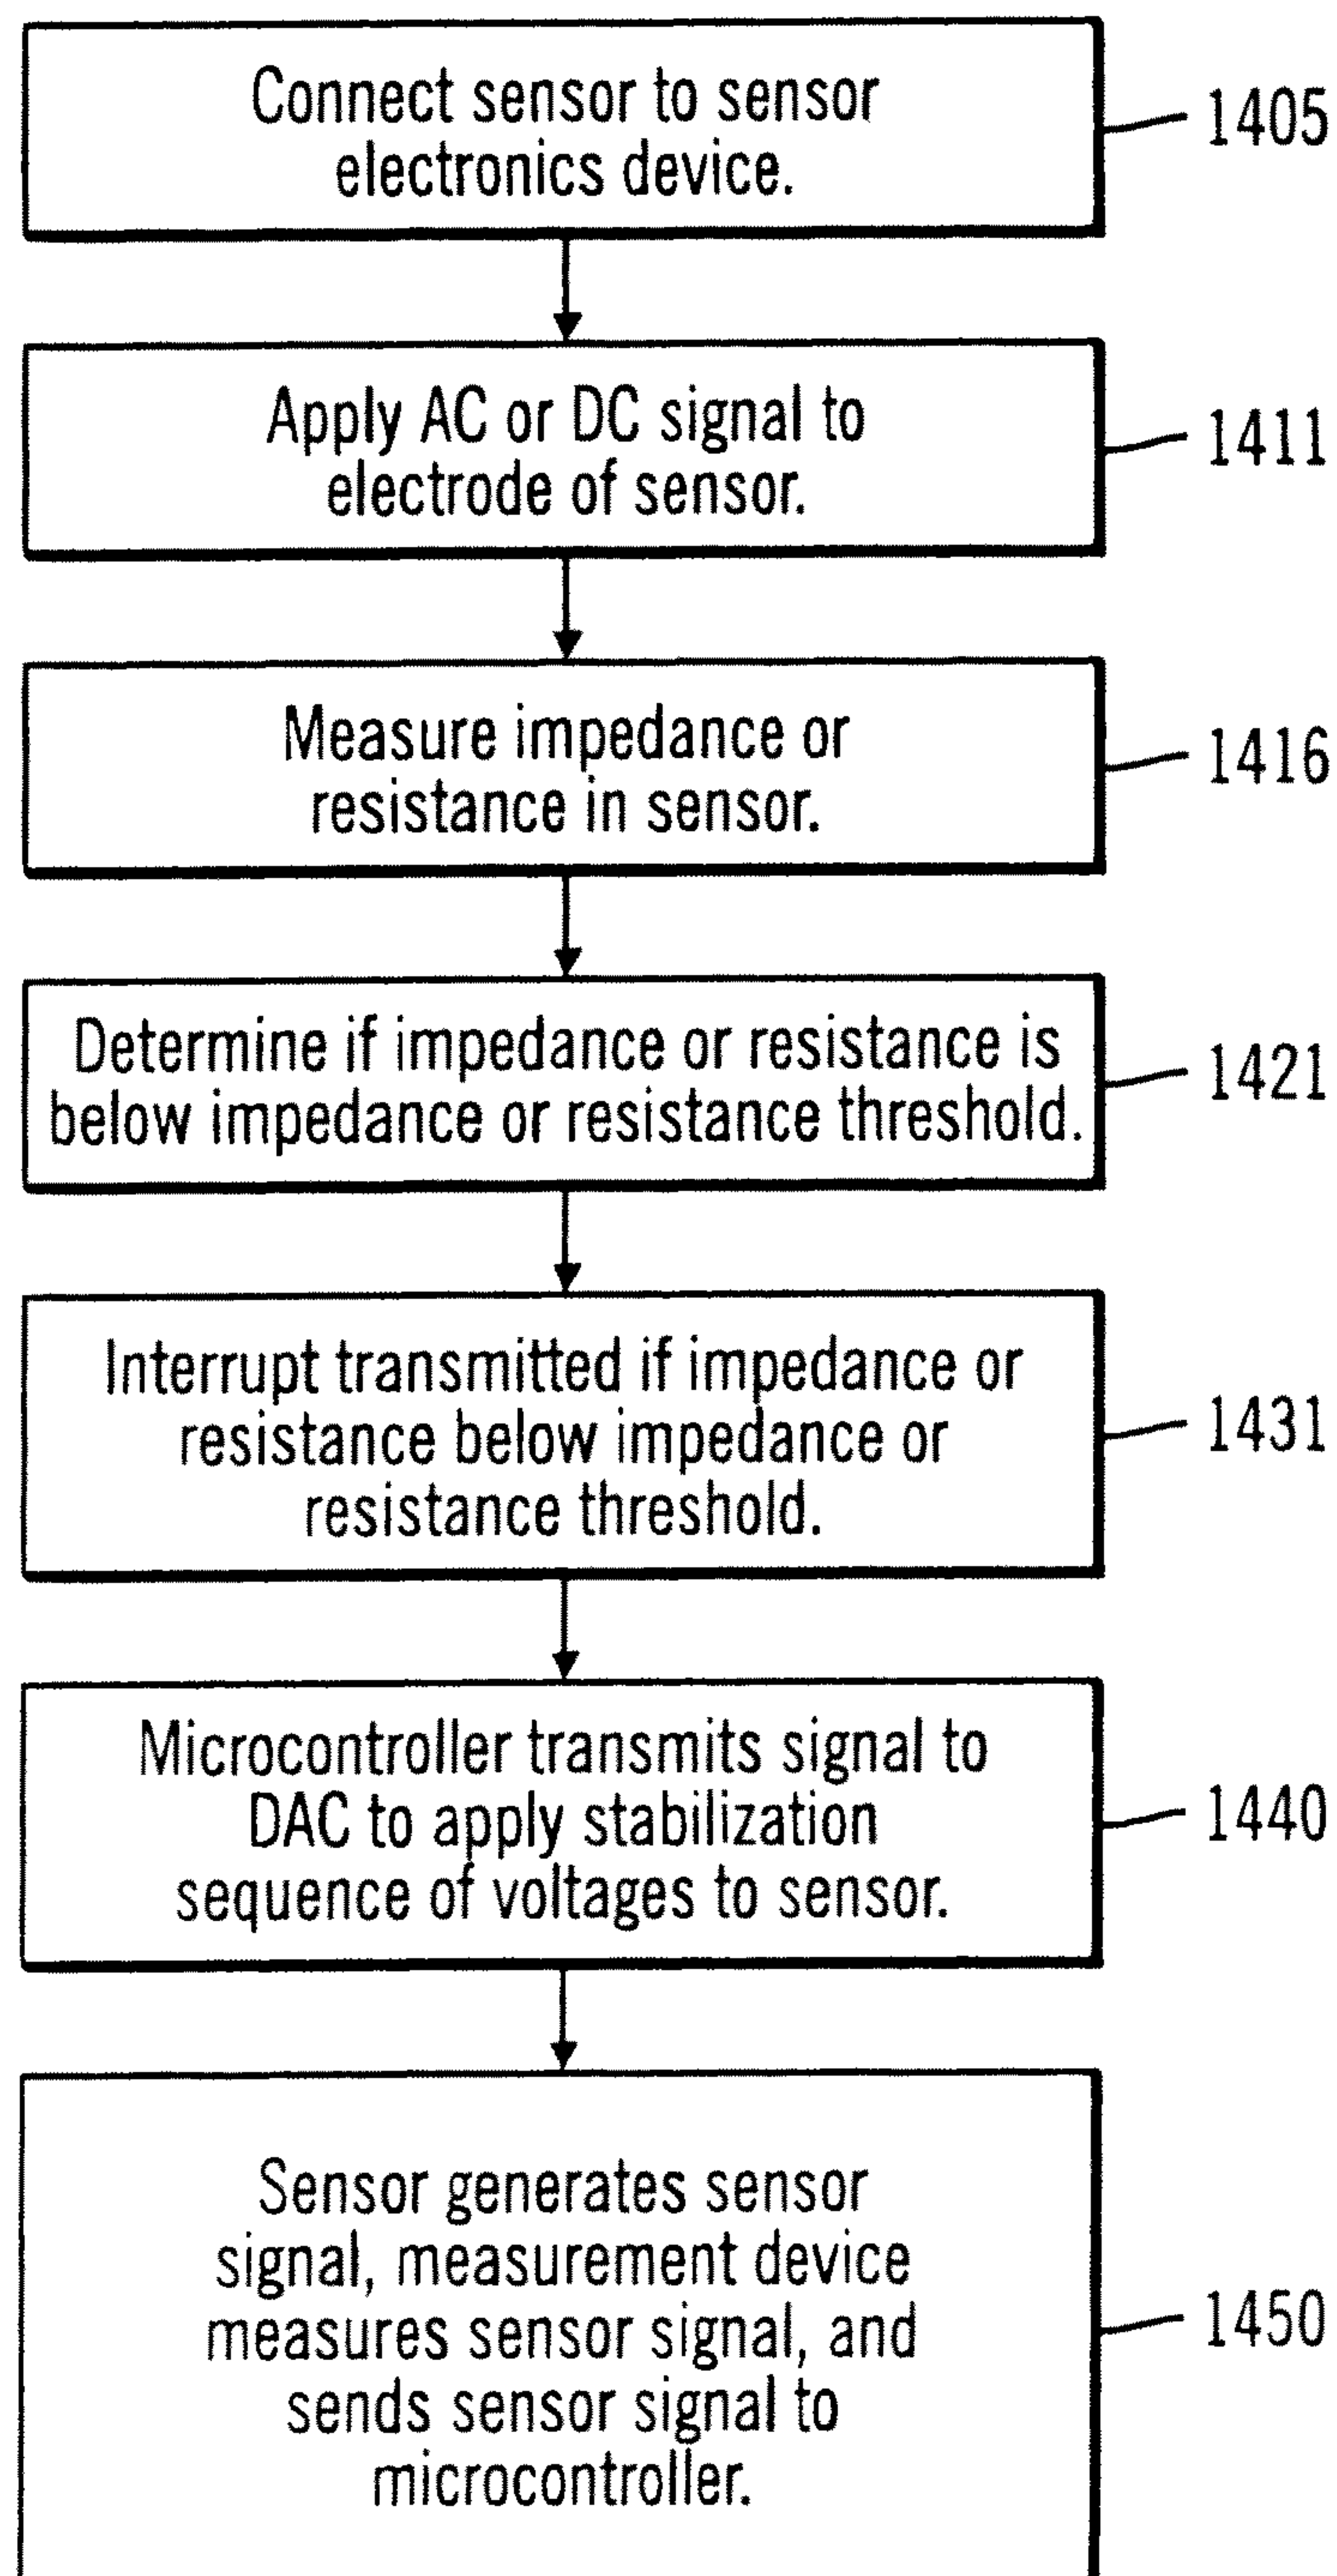 Connect sensor to sensor
electronics device.
1405
Apply AC or DC signal to
electrode of sensor.
1411
Measure impedance or
resistance in sensor.
1416
Determine if impedance or resistance is
below impedance or resistance threshold.
1421
Interrupt transmitted if impedance or
resistance below impedance or
resistance threshold.
1431
Microcontroller transmits signal to
DAC to apply stabilization
sequence of voltages to sensor.
1440
Sensor generates sensor
signal, measurement device
measures sensor signal, and
sends sensor signal to
microcontroller.
1450